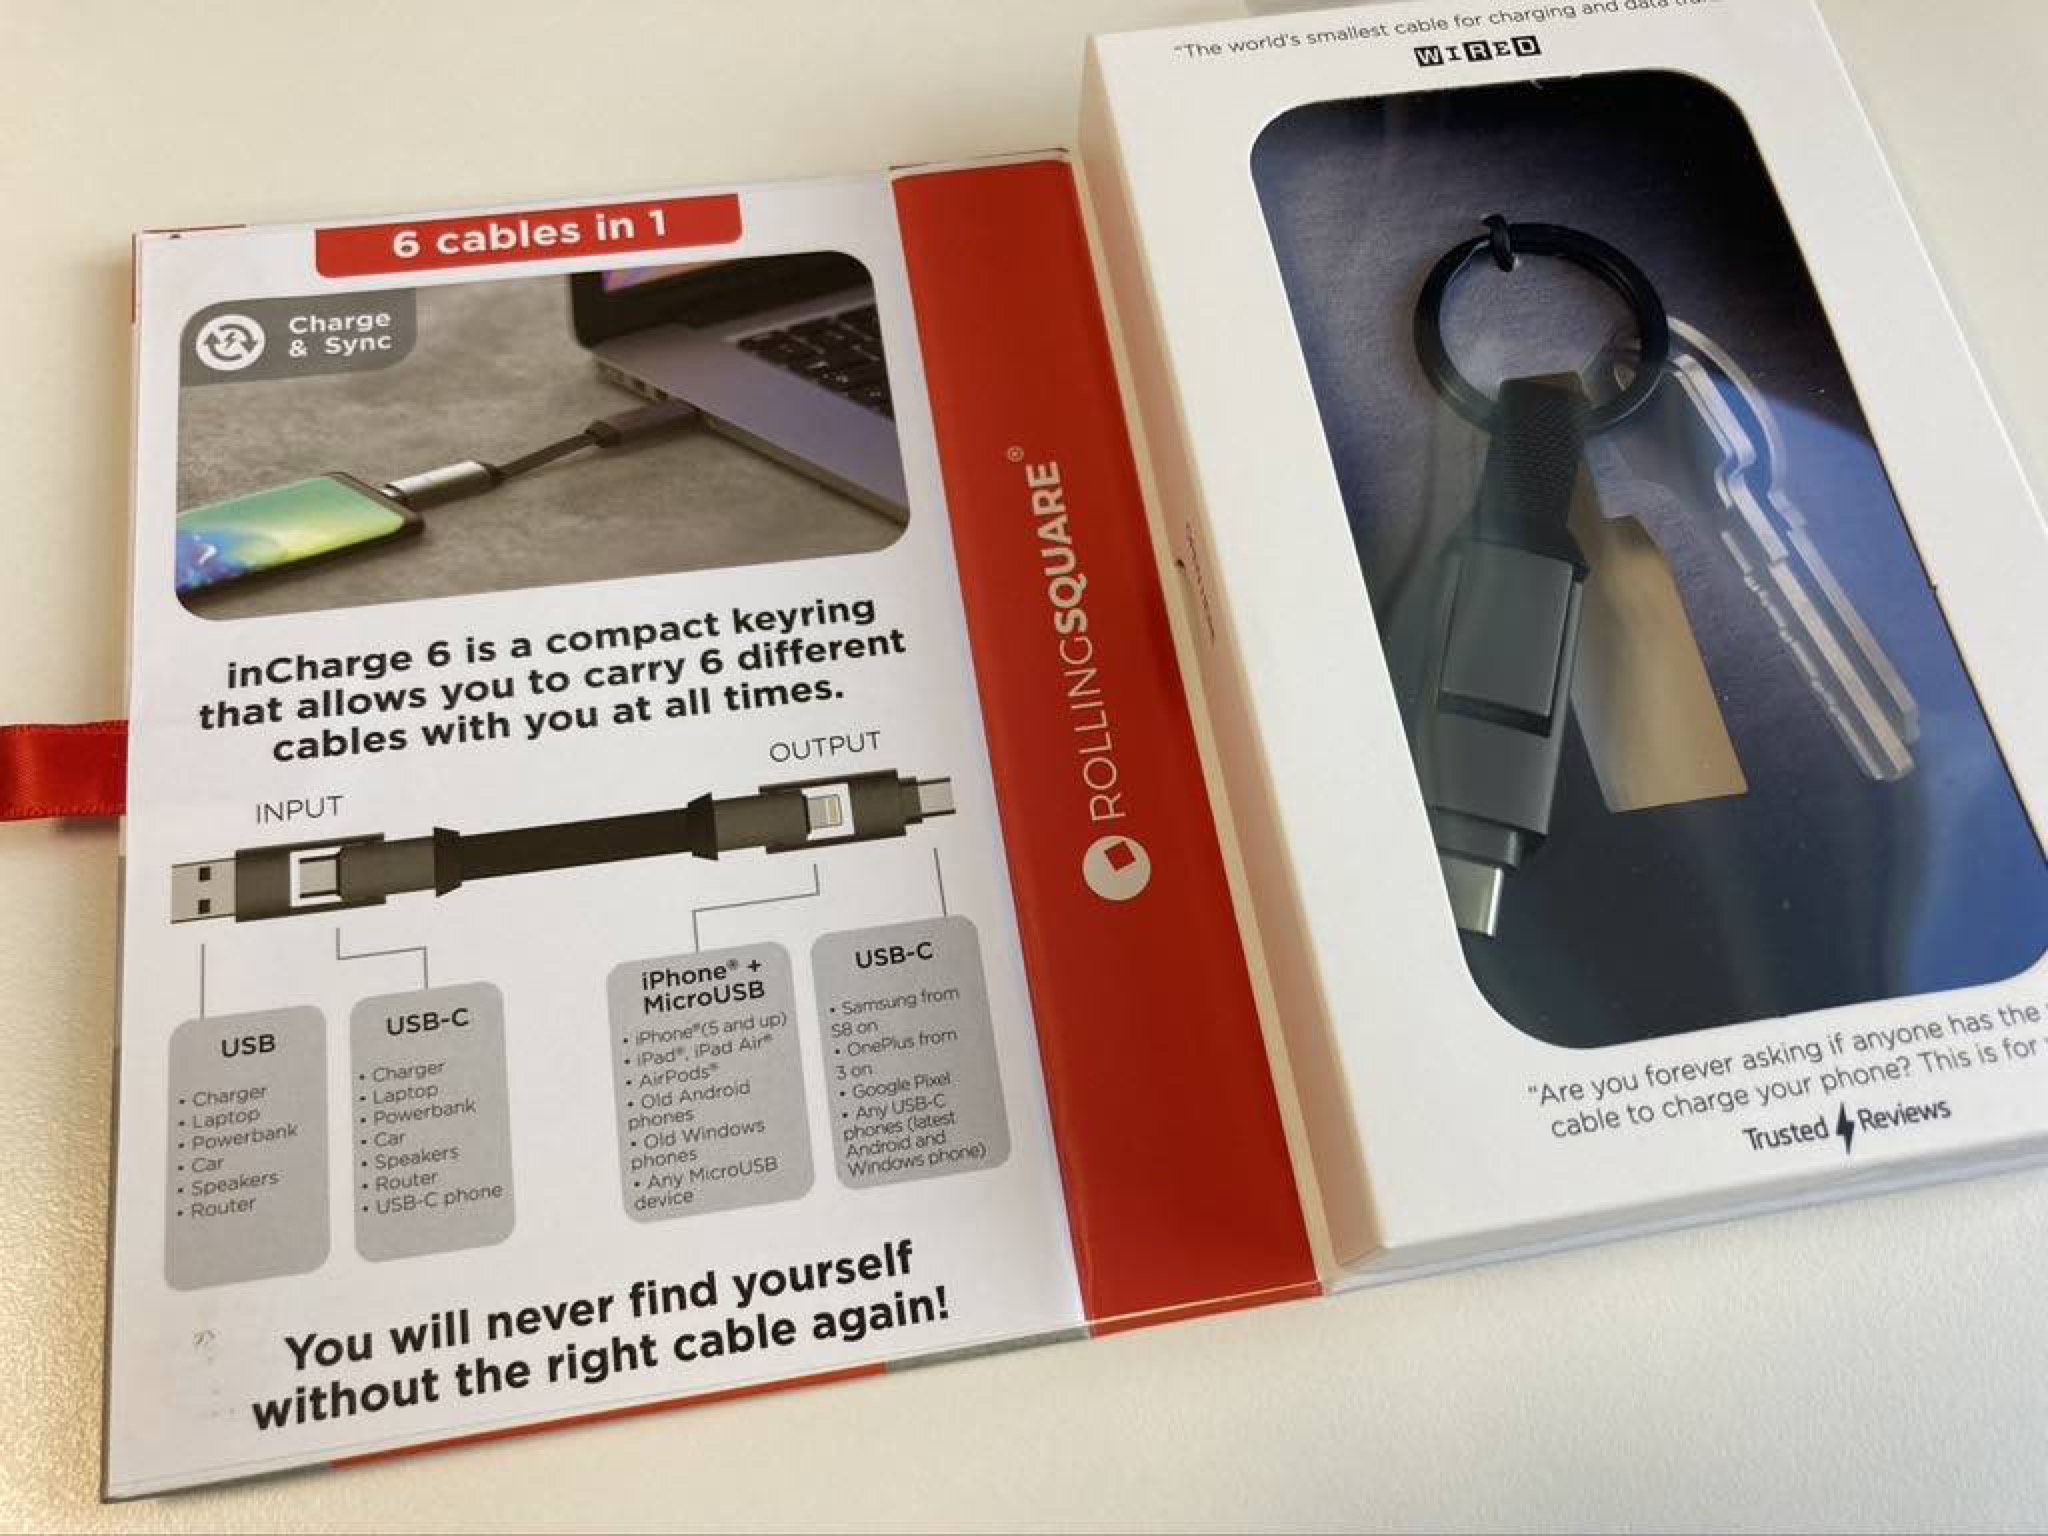 6 cables in 1
Charge
& Sync
inCharge 6 is a compact keyring
that allows you to carry 6 different
cables with you at all times.
INPUT
OUTPUT
USB
• Charger
• Laptop
• Powerbank
• Car
• Speakers
• Router
USB-C
• Charger
• Laptop
• Powerbank
• Car
• Speakers
• Router
• USB-C phone
iPhone® +
MicroUSB
• iPhone®(5 and up)
• iPad®, iPad Air®
• AirPods®
• Old Android
phones
• Old Windows
phones
• Any MicroUSB
device
USB-C
• Samsung from
S8 on
• OnePlus from
3 on
• Google Pixel
• Any USB-C
phones (latest
Android and
Windows phone)
You will never find yourself
without the right cable again!
ROLLINGSQUARE®
"The world's smallest cable for charging and data
WIRED
"Are you forever asking if anyone has the
cable to charge your phone? This is for
Trusted Reviews